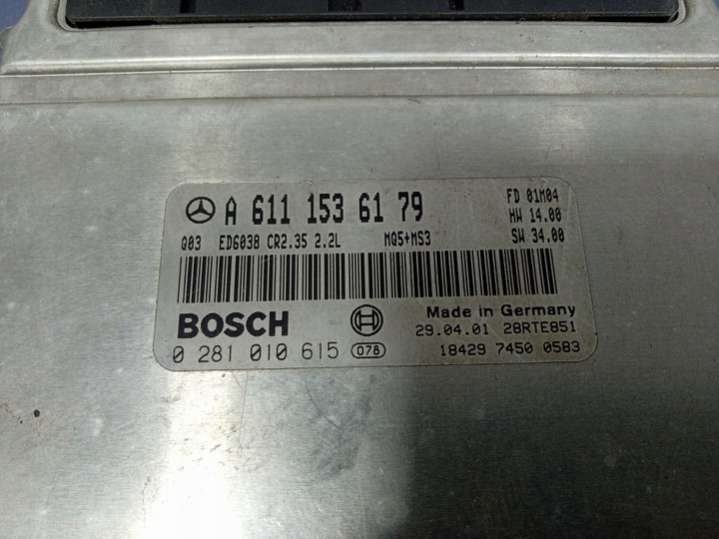 A 611 153 61 79
FD 01M04
HW 14.00
Q03 ED6038 CR2.35 2.2L MQ5+MS3
SW 34.00
BOSCH
Made in Germany
29.04.01 28RTE851
0 281 010 615 078
18429 7450 0583